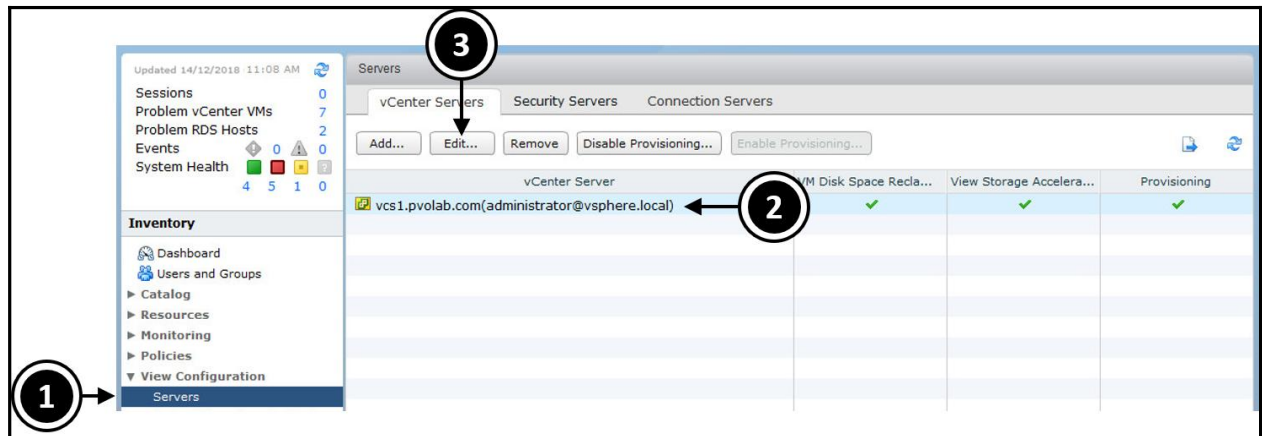 3
Updated 14/12/2018 11:08 AM
Sessions 0
Problem vCenter VMs 7
Problem RDS Hosts 2
Events 0 0
System Health
4 5 1 0
Inventory
Dashboard
Users and Groups
Catalog
Resources
Monitoring
Policies
View Configuration
Servers
1
Servers
vCenter Servers Security Servers Connection Servers
Add... Edit... Remove Disable Provisioning... Enable Provisioning...
vCenter Server VM Disk Space Recla... View Storage Accelera... Provisioning
vcs1.pvolab.com(administrator@vsphere.local)
2